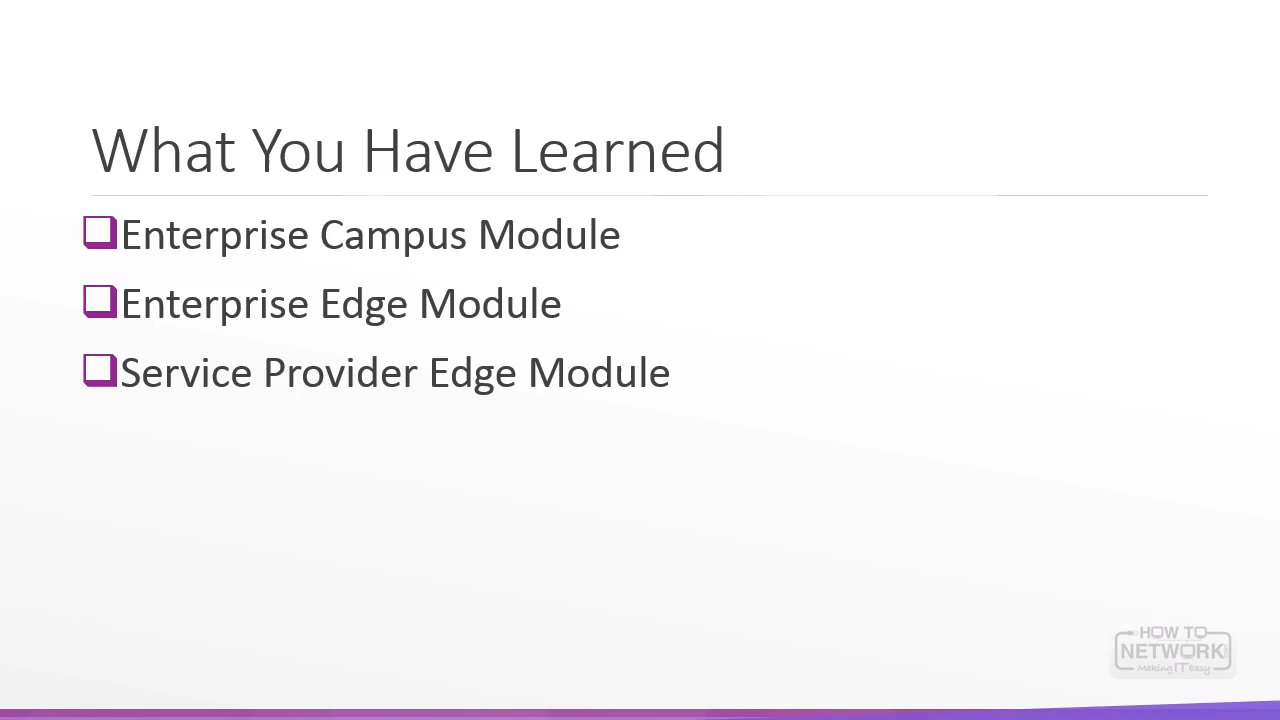 What You Have Learned
Enterprise Campus Module
Enterprise Edge Module
Service Provider Edge Module
HOW TO
NETWORK
Making IT Easy